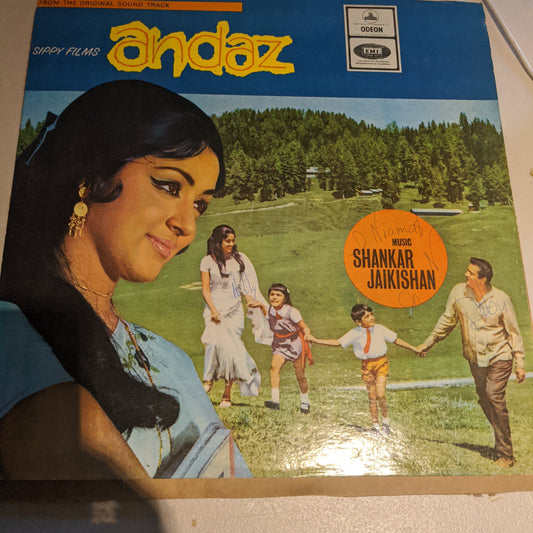 FROM THE ORIGINAL SOUND TRACK
SIPPY FILMS
andaz
ODEON
EMI
MUSIC
SHANKAR
JAIKISHAN